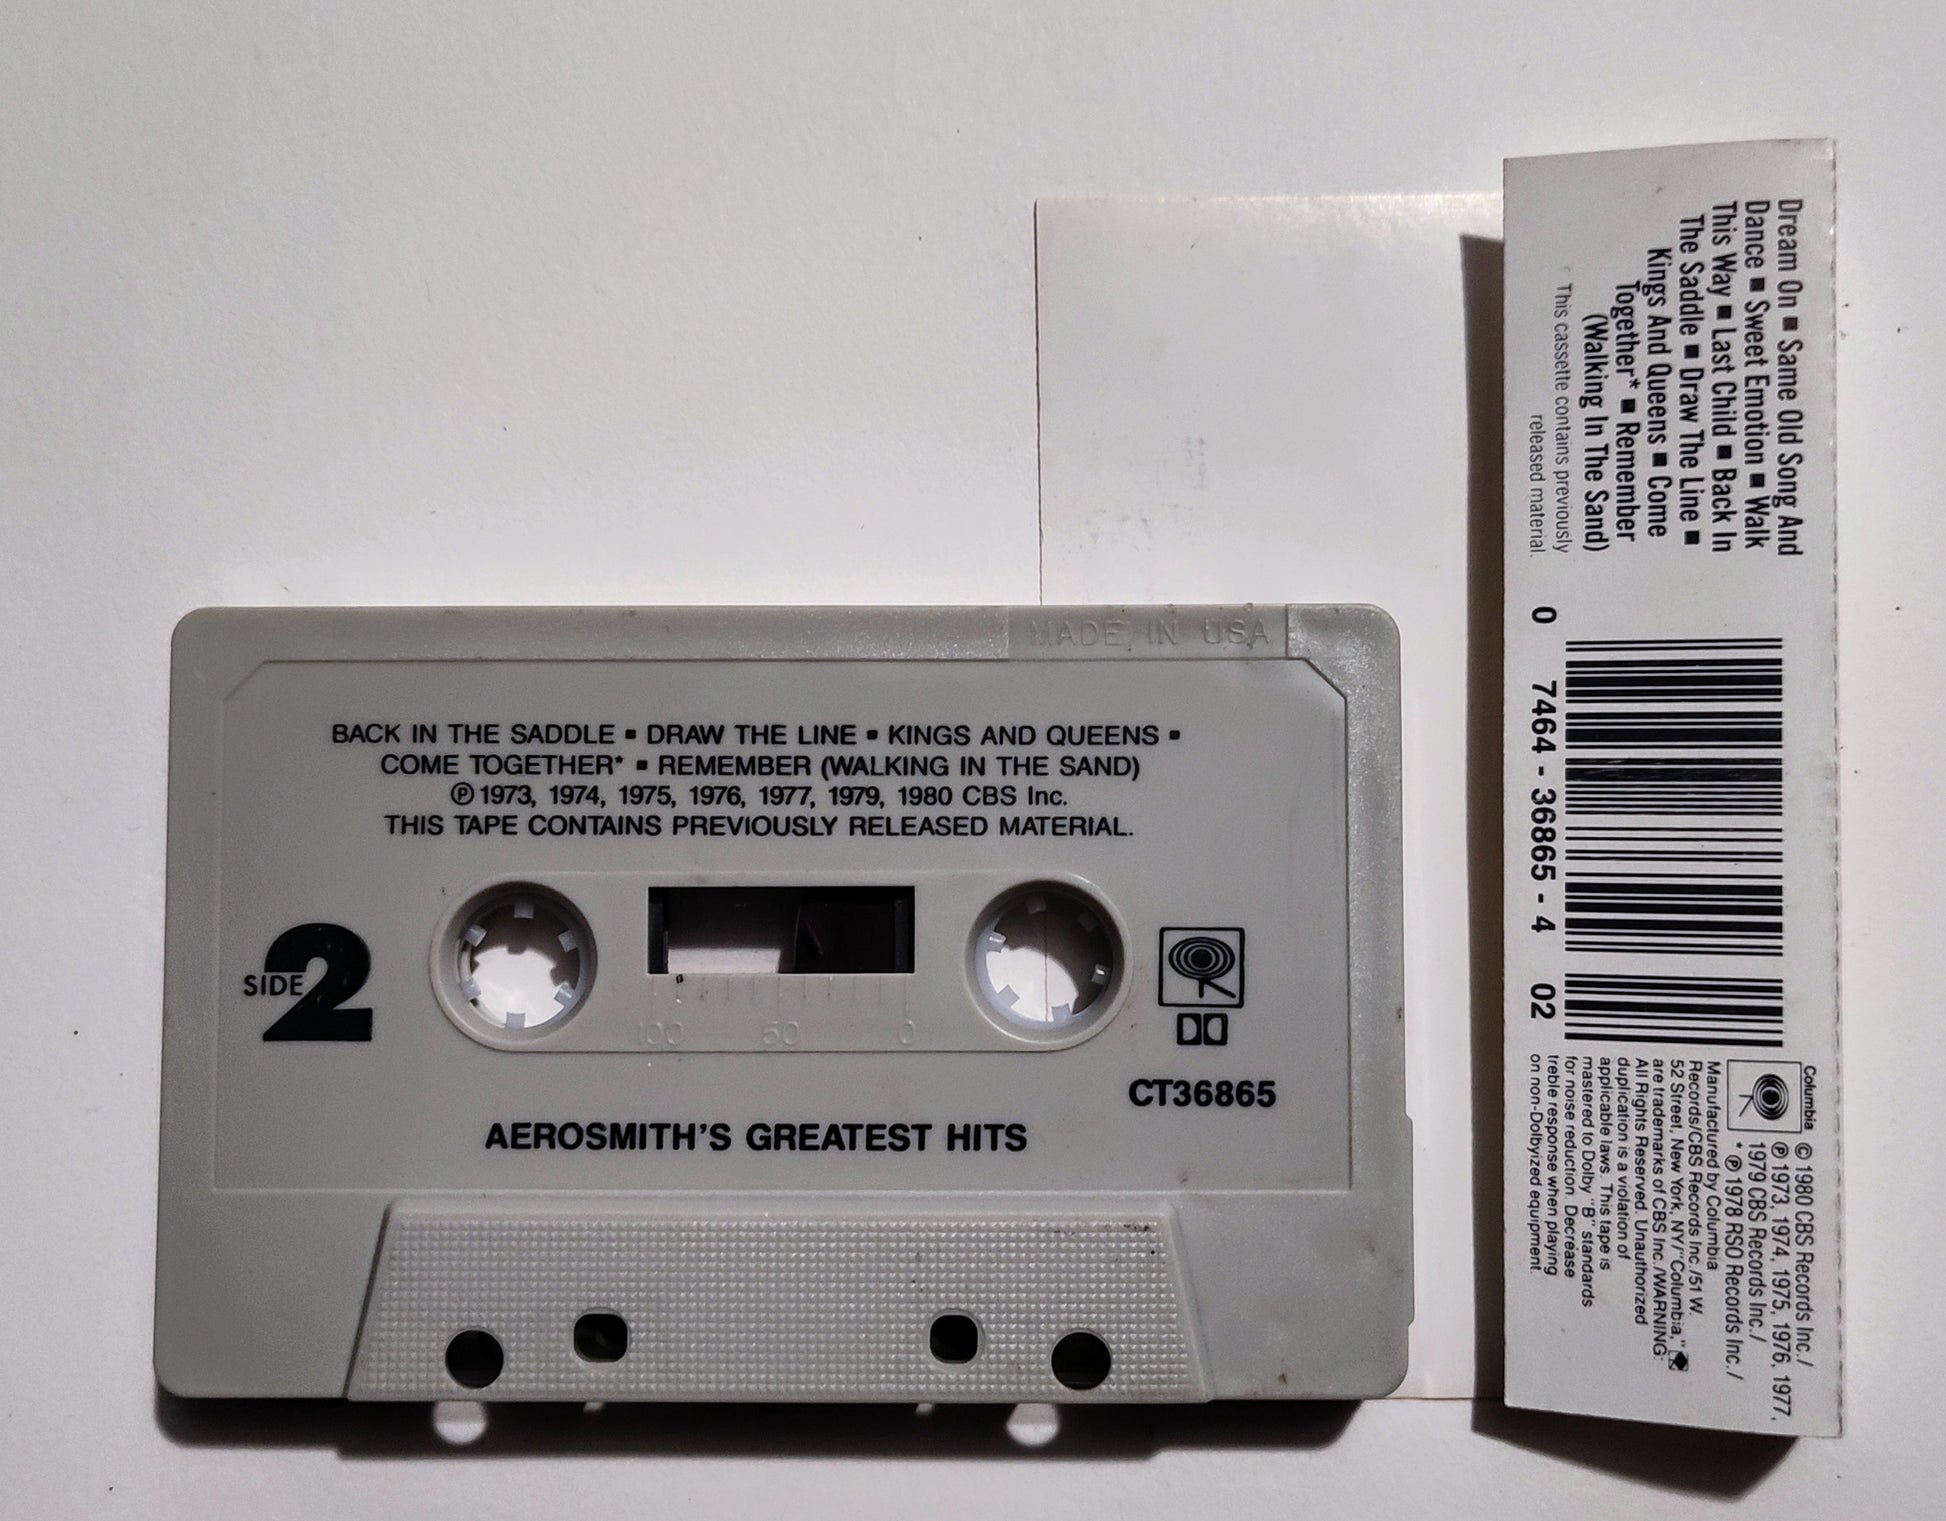 MADE IN USA
BACK IN THE SADDLE ▪ DRAW THE LINE ▪ KINGS AND QUEENS ▪
COME TOGETHER* ▪ REMEMBER (WALKING IN THE SAND)
℗ 1973, 1974, 1975, 1976, 1977, 1979, 1980 CBS Inc.
THIS TAPE CONTAINS PREVIOUSLY RELEASED MATERIAL.
SIDE 2
100 50 0
CT36865
AEROSMITH'S GREATEST HITS
Dream On ▪ Same Old Song And
Dance ▪ Sweet Emotion ▪ Walk
This Way ▪ Last Child ▪ Back In
The Saddle ▪ Draw The Line ▪
Kings And Queens ▪ Come
Together* ▪ Remember
(Walking In The Sand)
This cassette contains previously
released material.
0 7464 - 36865 - 4 02
Columbia
© 1980 CBS Records Inc./
℗ 1973, 1974, 1975, 1976, 1977,
1979 CBS Records Inc./
* ℗ 1978 RSO Records Inc./
Manufactured by Columbia
Records/CBS Records Inc./51 W.
52 Street, New York, NY/"Columbia,"
are trademarks of CBS Inc./WARNING:
All Rights Reserved. Unauthorized
duplication is a violation of
applicable laws. This tape is
mastered to Dolby "B" standards
for noise reduction. Decrease
treble response when playing
on non-Dolbyized equipment.